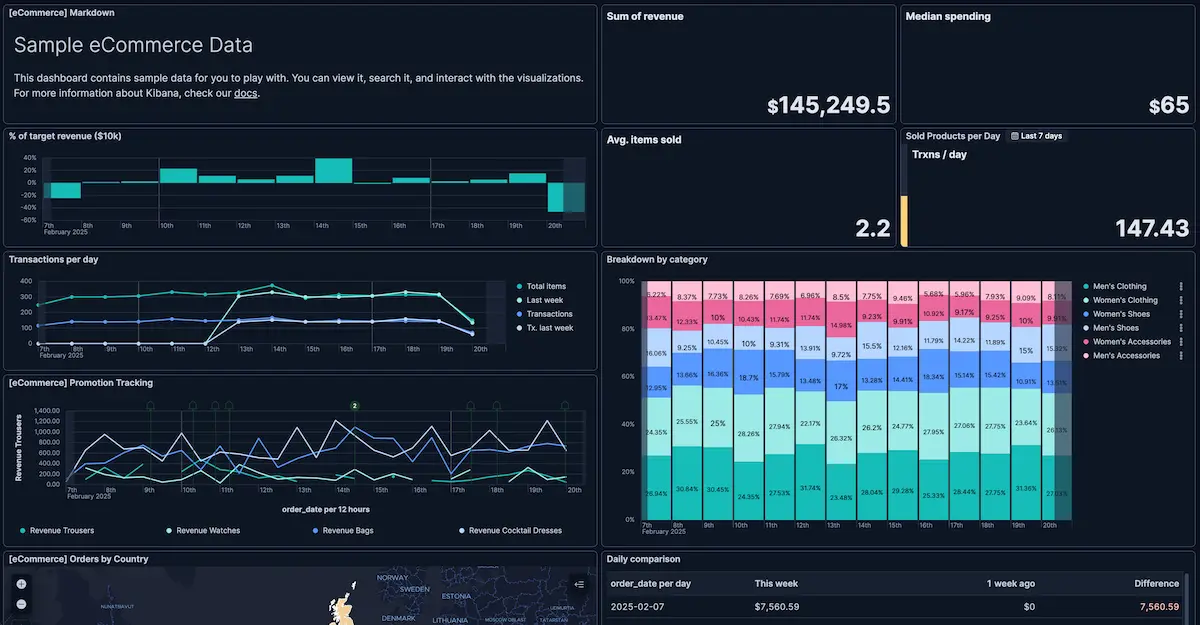 [eCommerce] Markdown
Sample eCommerce Data
This dashboard contains sample data for you to play with. You can view it, search it, and interact with the visualizations.
For more information about Kibana, check our docs.
Sum of revenue
$145,249.5
Median spending
$65
% of target revenue ($10k)
40%
20%
0%
-20%
-40%
-60%
7th 8th 9th 10th 11th 12th 13th 14th 15th 16th 17th 18th 19th 20th
February 2025
Avg. items sold
2.2
Sold Products per Day Last 7 days
Trxns / day
147.43
Transactions per day
400
300
200
100
0
7th 8th 9th 10th 11th 12th 13th 14th 15th 16th 17th 18th 19th 20th
February 2025
Total items
Last week
Transactions
Tx. last week
Breakdown by category
100%
80%
60%
40%
20%
0%
8.37% 7.73% 8.26% 7.69% 6.96% 8.5% 7.75% 9.46% 5.68% 5.96% 7.93% 9.09%
12.33% 10% 10.43% 11.74% 11.74% 14.98% 9.23% 9.91% 10.92% 9.17% 9.25% 10%
16.06% 9.25% 10.45% 10% 9.31% 13.91% 9.72% 15.5% 12.16% 11.79% 14.22% 11.89% 15%
12.95% 13.66% 16.36% 18.7% 15.79% 13.48% 17% 13.28% 14.41% 18.34% 15.14% 15.42% 10.91%
24.35% 25.55% 25% 28.26% 27.94% 22.17% 26.32% 26.2% 24.77% 27.95% 27.06% 27.75% 23.64%
26.94% 30.84% 30.45% 24.35% 27.53% 31.74% 23.48% 28.04% 29.28% 25.33% 28.44% 27.75% 31.36%
7th 8th 9th 10th 11th 12th 13th 14th 15th 16th 17th 18th 19th 20th
February 2025
Men's Clothing
Women's Clothing
Women's Shoes
Men's Shoes
Women's Accessories
Men's Accessories
[eCommerce] Promotion Tracking
Revenue Trousers
1,400.00
1,200.00
1,000.00
800.00
600.00
400.00
200.00
0.00
2
7th 8th 9th 10th 11th 12th 13th 14th 15th 16th 17th 18th 19th 20th
February 2025
order_date per 12 hours
Revenue Trousers Revenue Watches Revenue Bags Revenue Cocktail Dresses
[eCommerce] Orders by Country
NORWAY
SWEDEN
ESTONIA
NUNATSIAVUT
DENMARK
LITHUANIA
MOSCOW OBLAST
UDMURTIA
TATARSTAN
Daily comparison
order_date per day This week 1 week ago Difference
2025-02-07 $7,560.59 $0 7,560.59